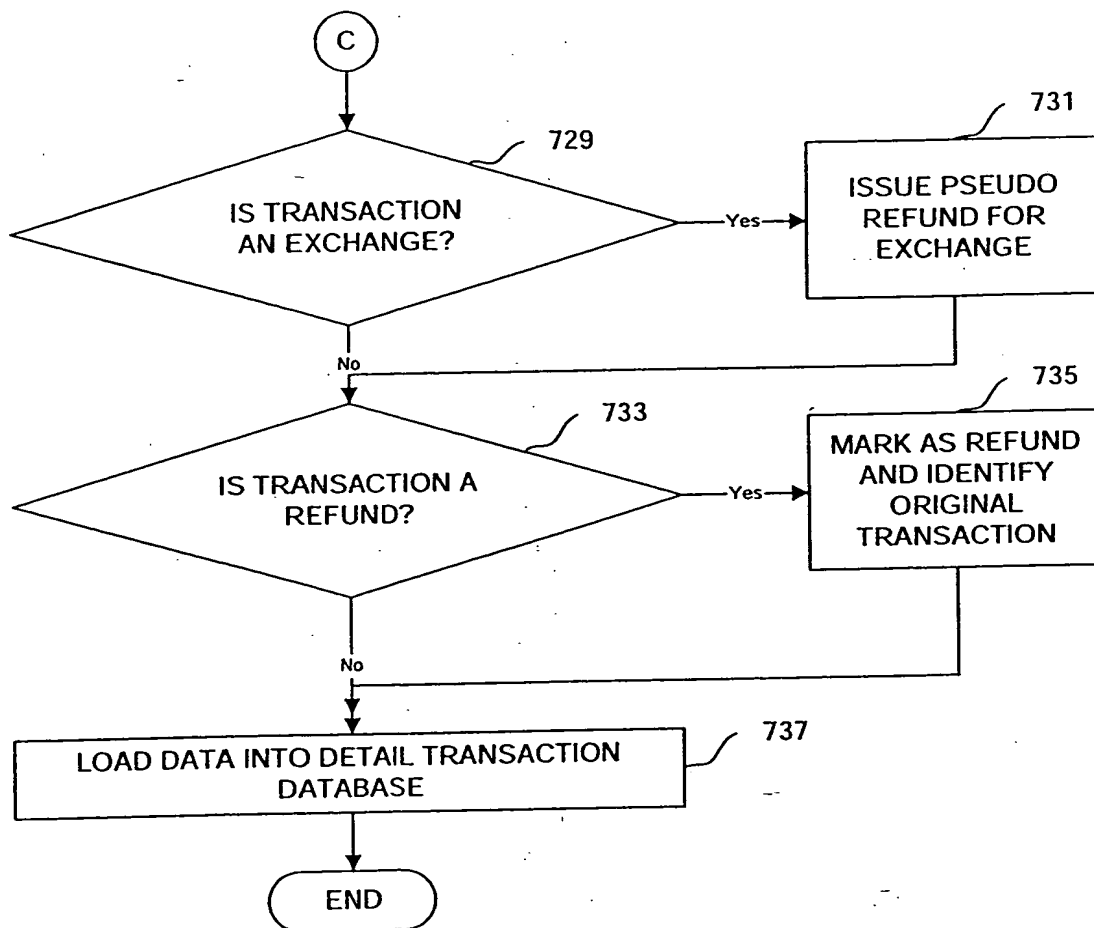 C
729
IS TRANSACTION
AN EXCHANGE?
Yes
731
ISSUE PSEUDO
REFUND FOR
EXCHANGE
No
733
IS TRANSACTION A
REFUND?
Yes
735
MARK AS REFUND
AND IDENTIFY
ORIGINAL
TRANSACTION
No
737
LOAD DATA INTO DETAIL TRANSACTION
DATABASE
END